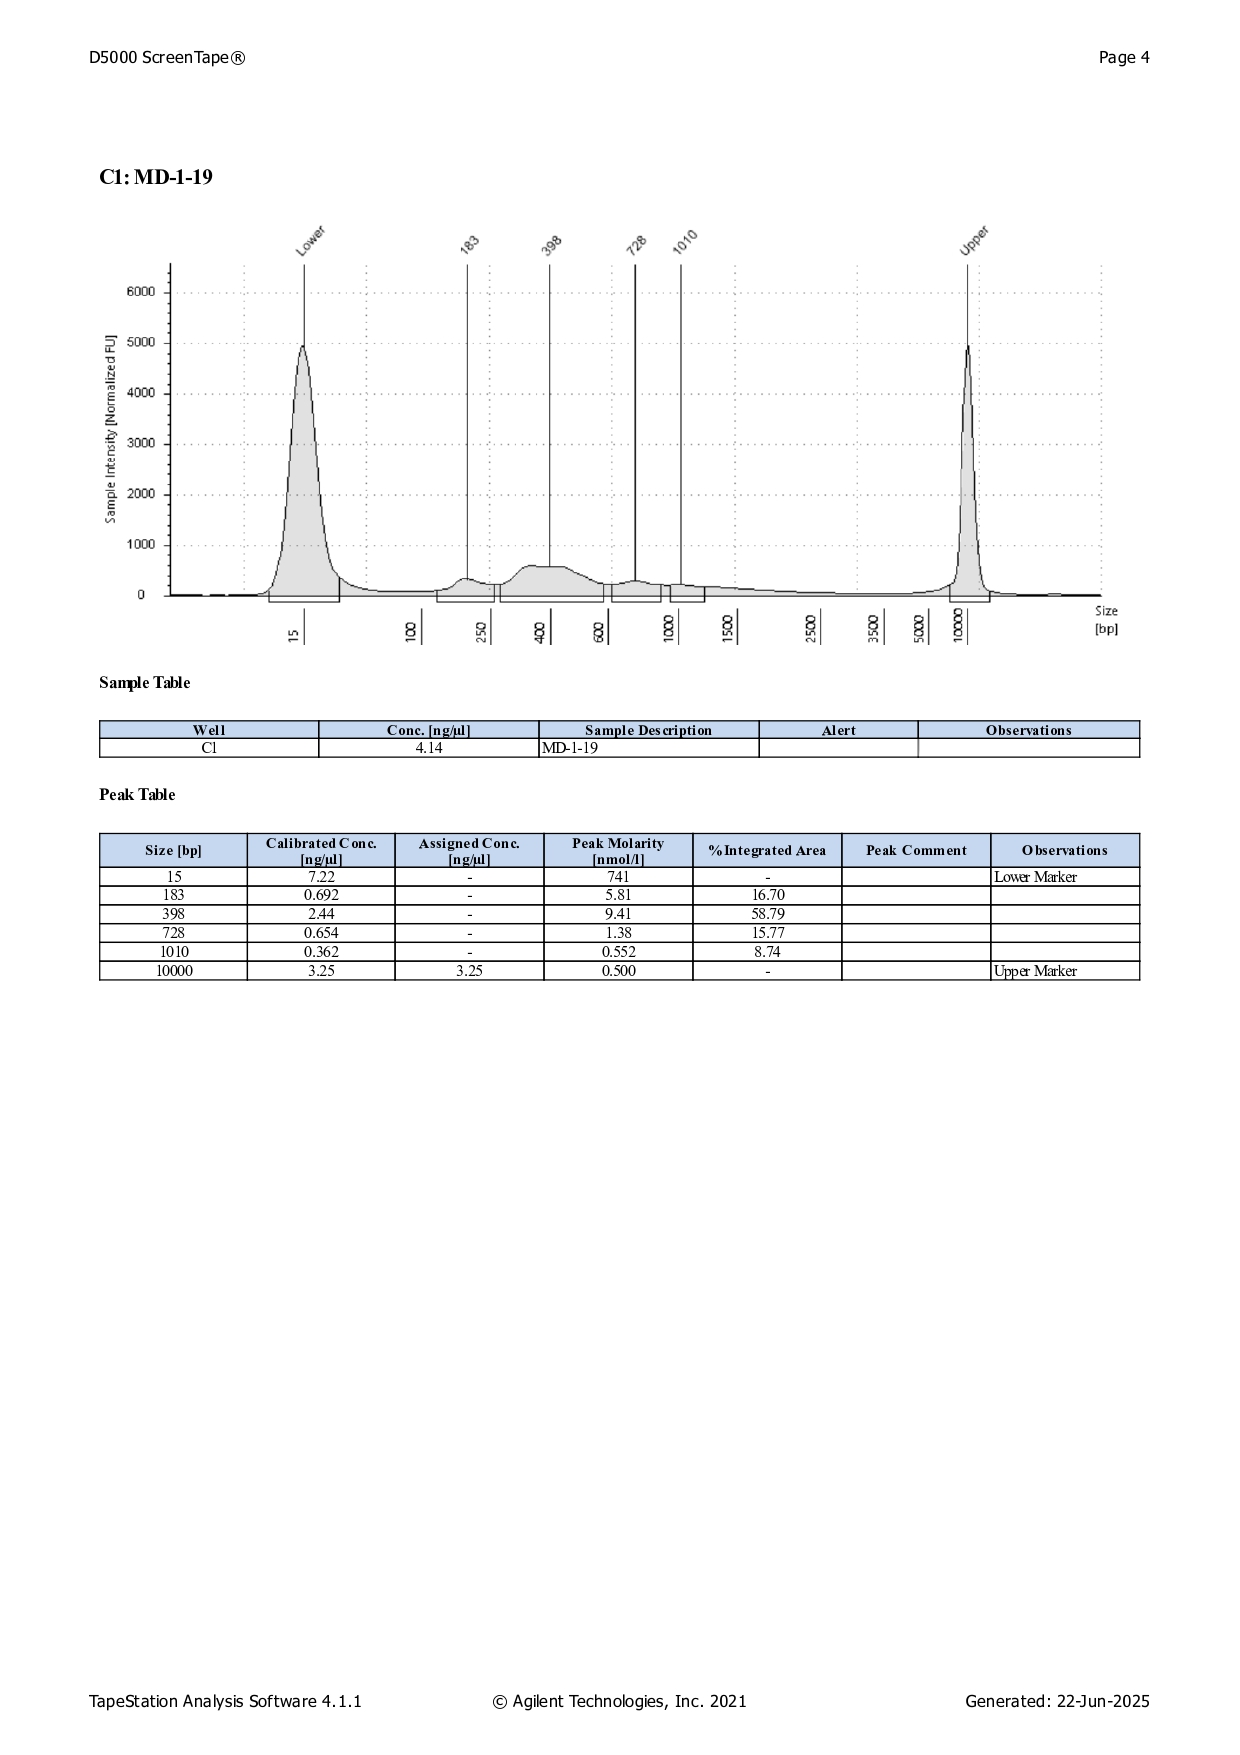 D5000 ScreenTape® Page 4
C1: MD-1-19
Lower 183 398 728 1010 Upper
Sample Intensity [Normalized FU]
6000
5000
4000
3000
2000
1000
0
15 100 250 400 600 1000 1500 2500 3500 5000 10000
Size
[bp]
Sample Table
Well Conc. [ng/µl] Sample Description Alert Observations
C1 4.14 MD-1-19
Peak Table
Size [bp] Calibrated Conc. [ng/µl] Assigned Conc. [ng/µl] Peak Molarity [nmol/l] % Integrated Area Peak Comment Observations
15 7.22 - 741 - Lower Marker
183 0.692 - 5.81 16.70
398 2.44 - 9.41 58.79
728 0.654 - 1.38 15.77
1010 0.362 - 0.552 8.74
10000 3.25 3.25 0.500 - Upper Marker
TapeStation Analysis Software 4.1.1 © Agilent Technologies, Inc. 2021 Generated: 22-Jun-2025